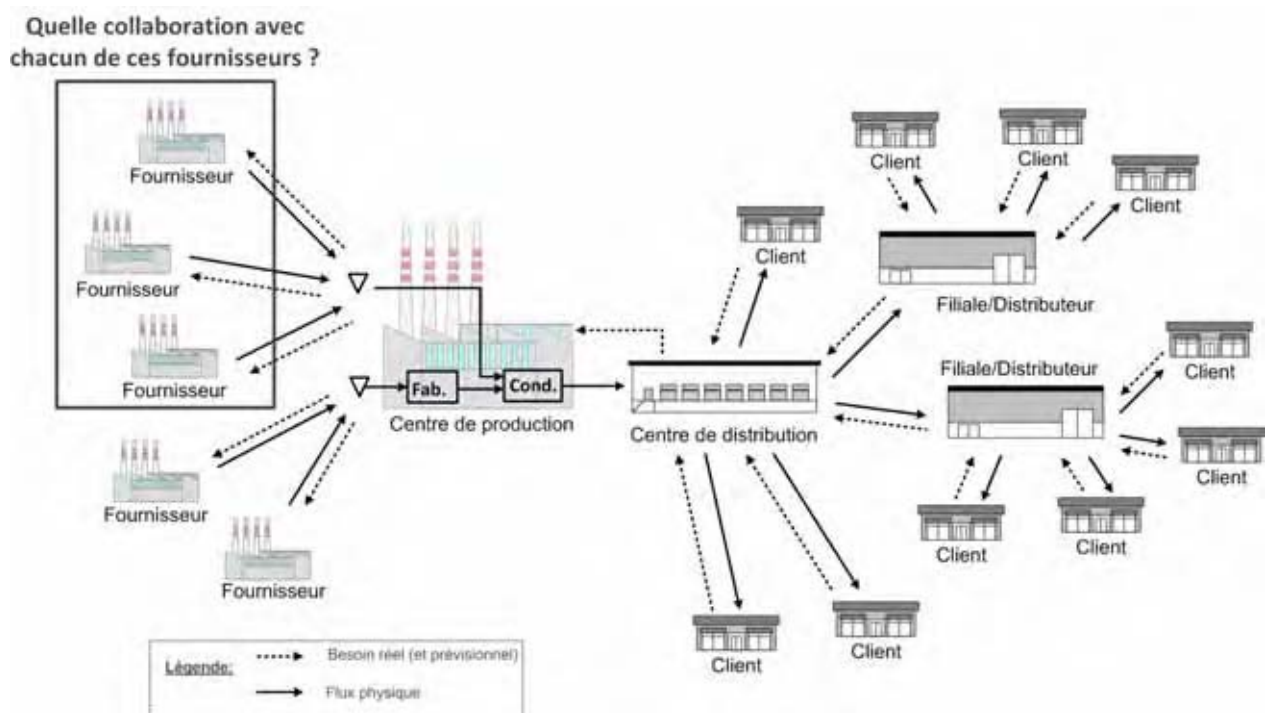 Quelle collaboration avec
chacun de ces fournisseurs ?
Fournisseur
Fournisseur
Fournisseur
Fournisseur
Fournisseur
Fab.
Cond.
Centre de production
Centre de distribution
Client
Client
Client
Client
Filiale/Distributeur
Filiale/Distributeur
Client
Client
Client
Client
Client
Client
Légende:
Besoin réel (et prévisionnel)
Flux physique